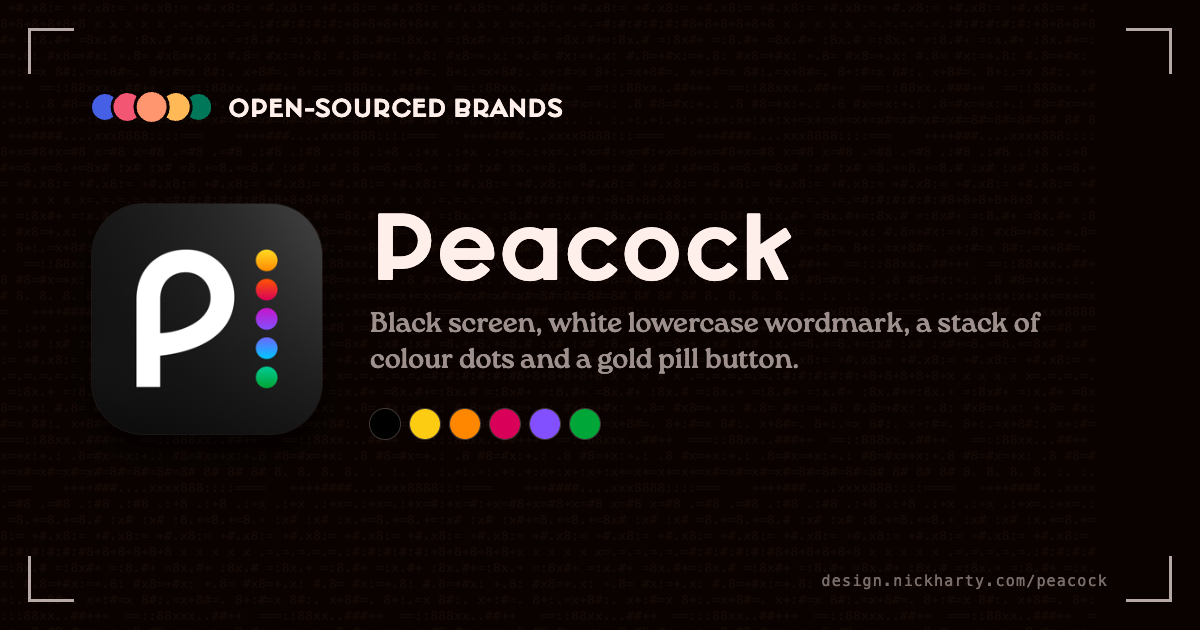 OPEN-SOURCED BRANDS
P
Peacock
Black screen, white lowercase wordmark, a stack of
colour dots and a gold pill button.
design.nickharty.com/peacock